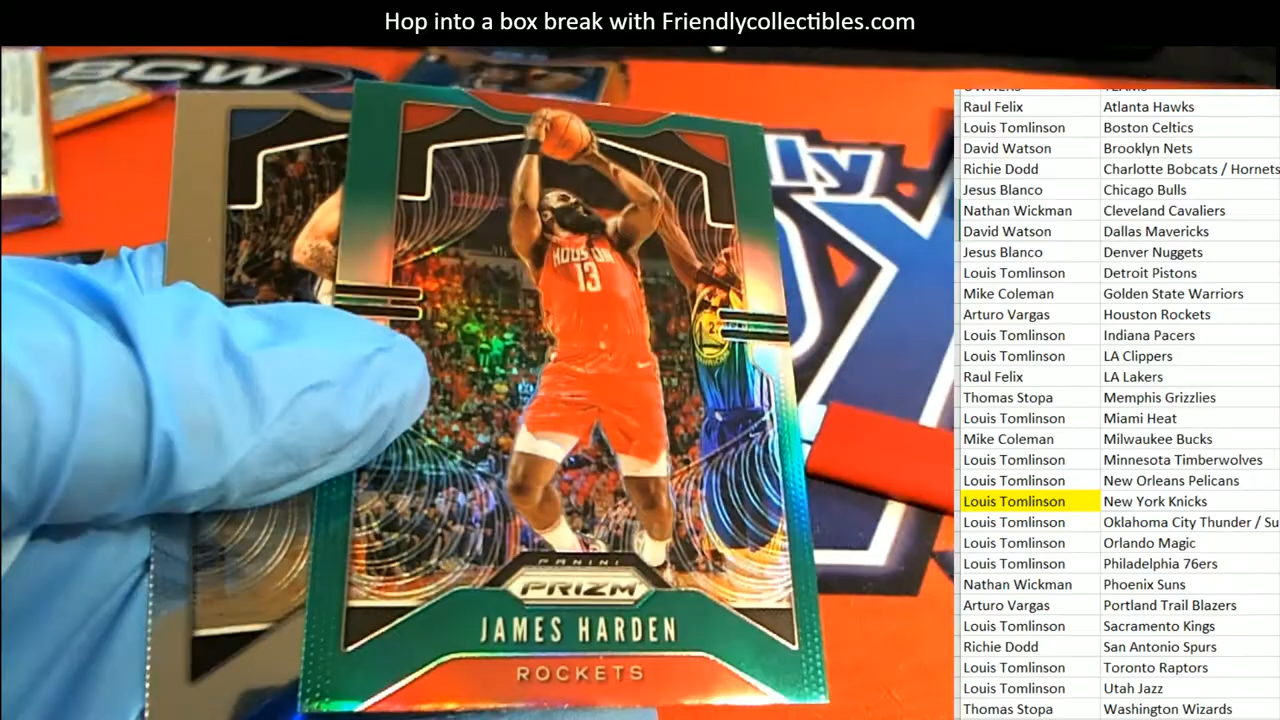 Hop into a box break with Friendlycollectibles.com
BCW
ly
HOUSTON
13
PANINI
PRIZM
JAMES HARDEN
ROCKETS
Raul Felix Atlanta Hawks
Louis Tomlinson Boston Celtics
David Watson Brooklyn Nets
Richie Dodd Charlotte Bobcats / Hornets
Jesus Blanco Chicago Bulls
Nathan Wickman Cleveland Cavaliers
David Watson Dallas Mavericks
Jesus Blanco Denver Nuggets
Louis Tomlinson Detroit Pistons
Mike Coleman Golden State Warriors
Arturo Vargas Houston Rockets
Louis Tomlinson Indiana Pacers
Louis Tomlinson LA Clippers
Raul Felix LA Lakers
Thomas Stopa Memphis Grizzlies
Louis Tomlinson Miami Heat
Mike Coleman Milwaukee Bucks
Louis Tomlinson Minnesota Timberwolves
Louis Tomlinson New Orleans Pelicans
Louis Tomlinson New York Knicks
Louis Tomlinson Oklahoma City Thunder / Su
Louis Tomlinson Orlando Magic
Louis Tomlinson Philadelphia 76ers
Nathan Wickman Phoenix Suns
Arturo Vargas Portland Trail Blazers
Louis Tomlinson Sacramento Kings
Richie Dodd San Antonio Spurs
Louis Tomlinson Toronto Raptors
Louis Tomlinson Utah Jazz
Thomas Stopa Washington Wizards